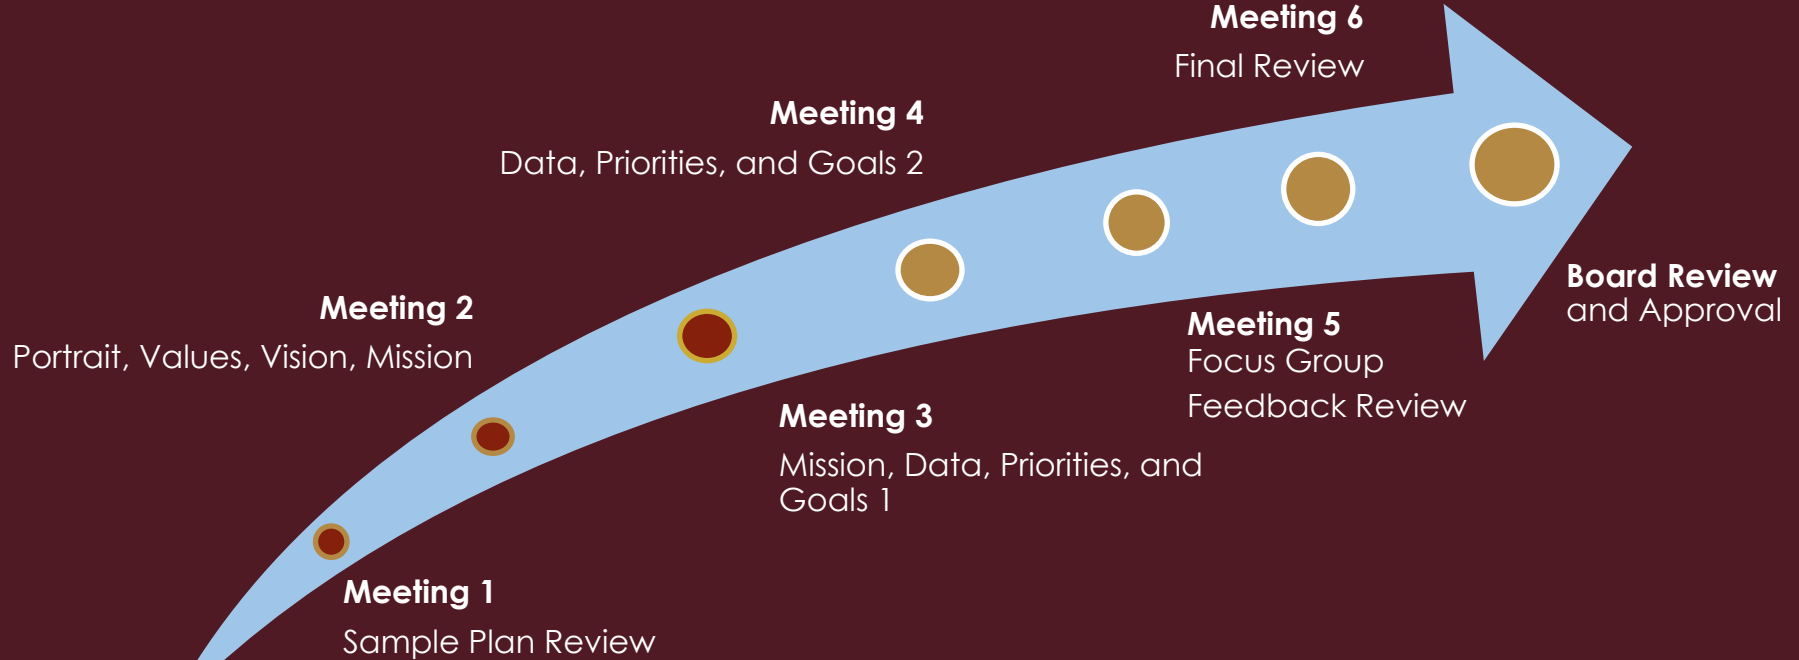 Meeting 6
Final Review
Meeting 4
Data, Priorities, and Goals 2
Meeting 2
Portrait, Values, Vision, Mission
Board Review
and Approval
Meeting 5
Focus Group
Feedback Review
Meeting 3
Mission, Data, Priorities, and
Goals 1
Meeting 1
Sample Plan Review